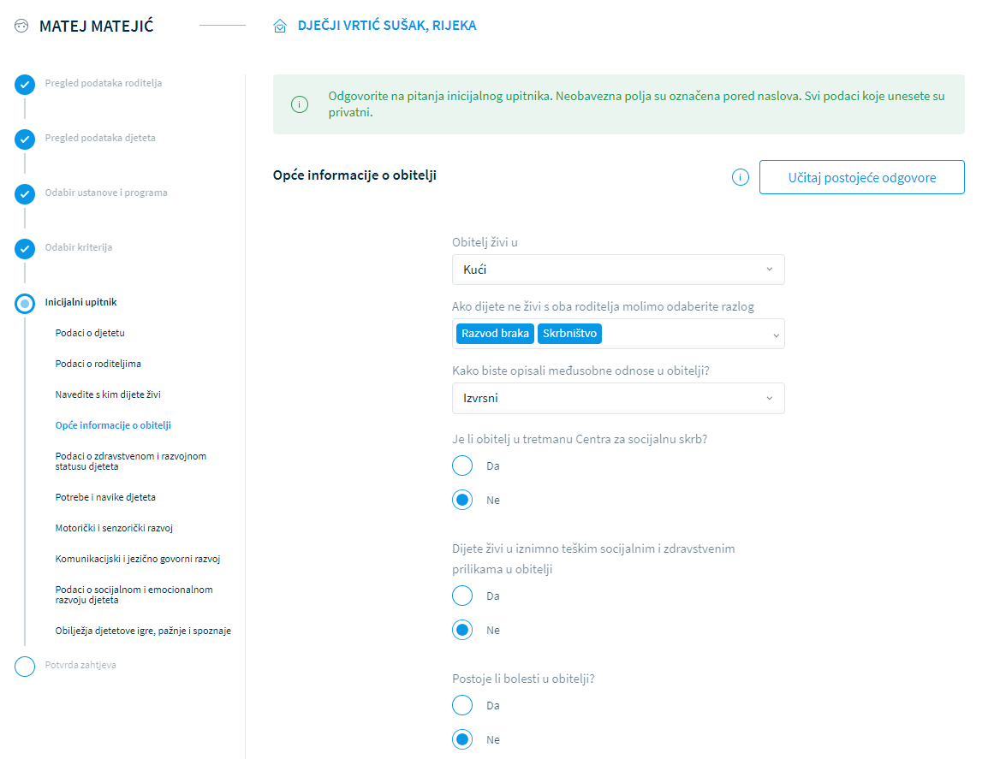 MATEJ MATEJIĆ
DJEČJI VRTIĆ SUŠAK, RIJEKA
Pregled podataka roditelja
Pregled podataka djeteta
Odabir ustanove i programa
Odabir kriterija
Inicijalni upitnik
Podaci o djetetu
Podaci o roditeljima
Navedite s kim dijete živi
Opće informacije o obitelji
Podaci o zdravstvenom i razvojnom
statusu djeteta
Potrebe i navike djeteta
Motorički i senzorički razvoj
Komunikacijski i jezično govorni razvoj
Podaci o socijalnom i emocionalnom
razvoju djeteta
Obilježja djetetove igre, pažnje i spoznaje
Potvrda zahtjeva
Odgovorite na pitanja inicijalnog upitnika. Neobavezna polja su označena pored naslova. Svi podaci koje unesete su
privatni.
Opće informacije o obitelji
Učitaj postojeće odgovore
Obitelj živi u
Kući
Ako dijete ne živi s oba roditelja molimo odaberite razlog
Razvod braka Skrbništvo
Kako biste opisali međusobne odnose u obitelji?
Izvrsni
Je li obitelj u tretmanu Centra za socijalnu skrb?
Da
Ne
Dijete živi u iznimno teškim socijalnim i zdravstvenim
prilikama u obitelji
Da
Ne
Postoje li bolesti u obitelji?
Da
Ne